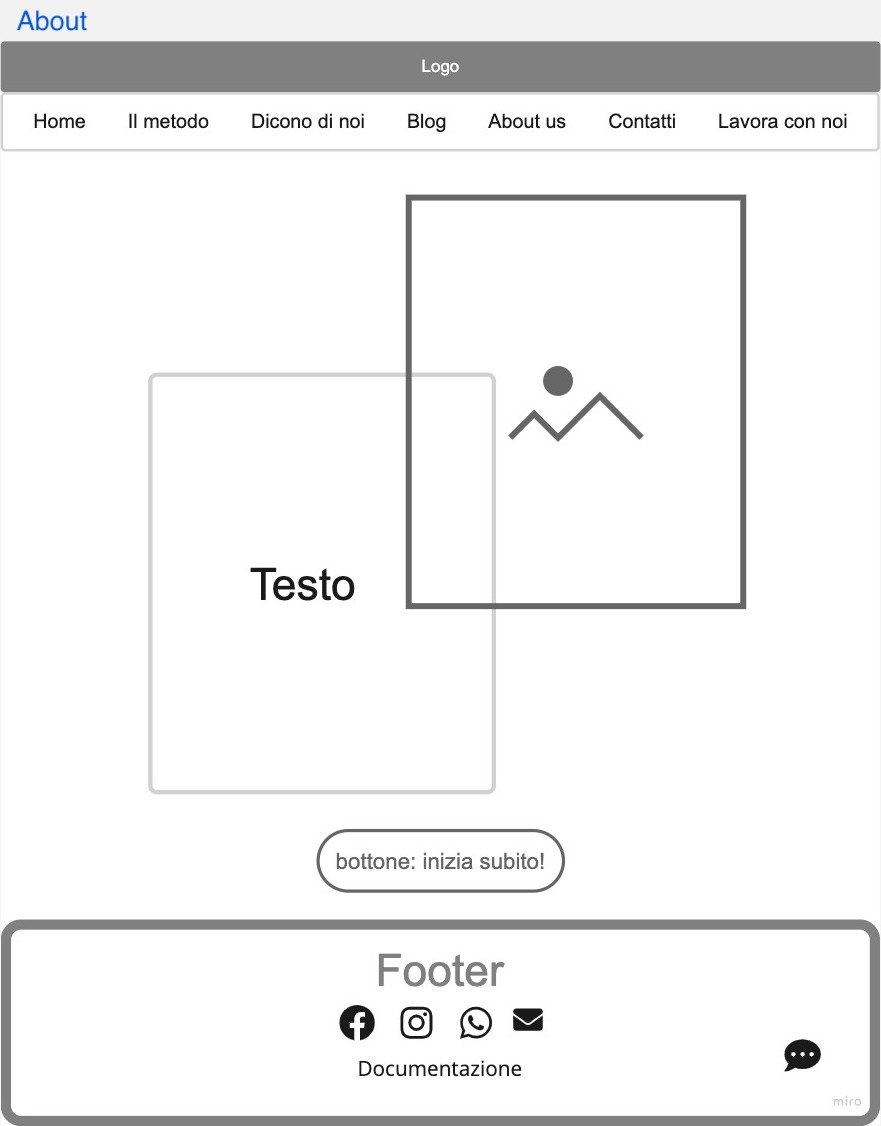 About
Logo
Home Il metodo Dicono di noi Blog About us Contatti Lavora con noi
Testo
bottone: inizia subito!
Footer
Documentazione
miro